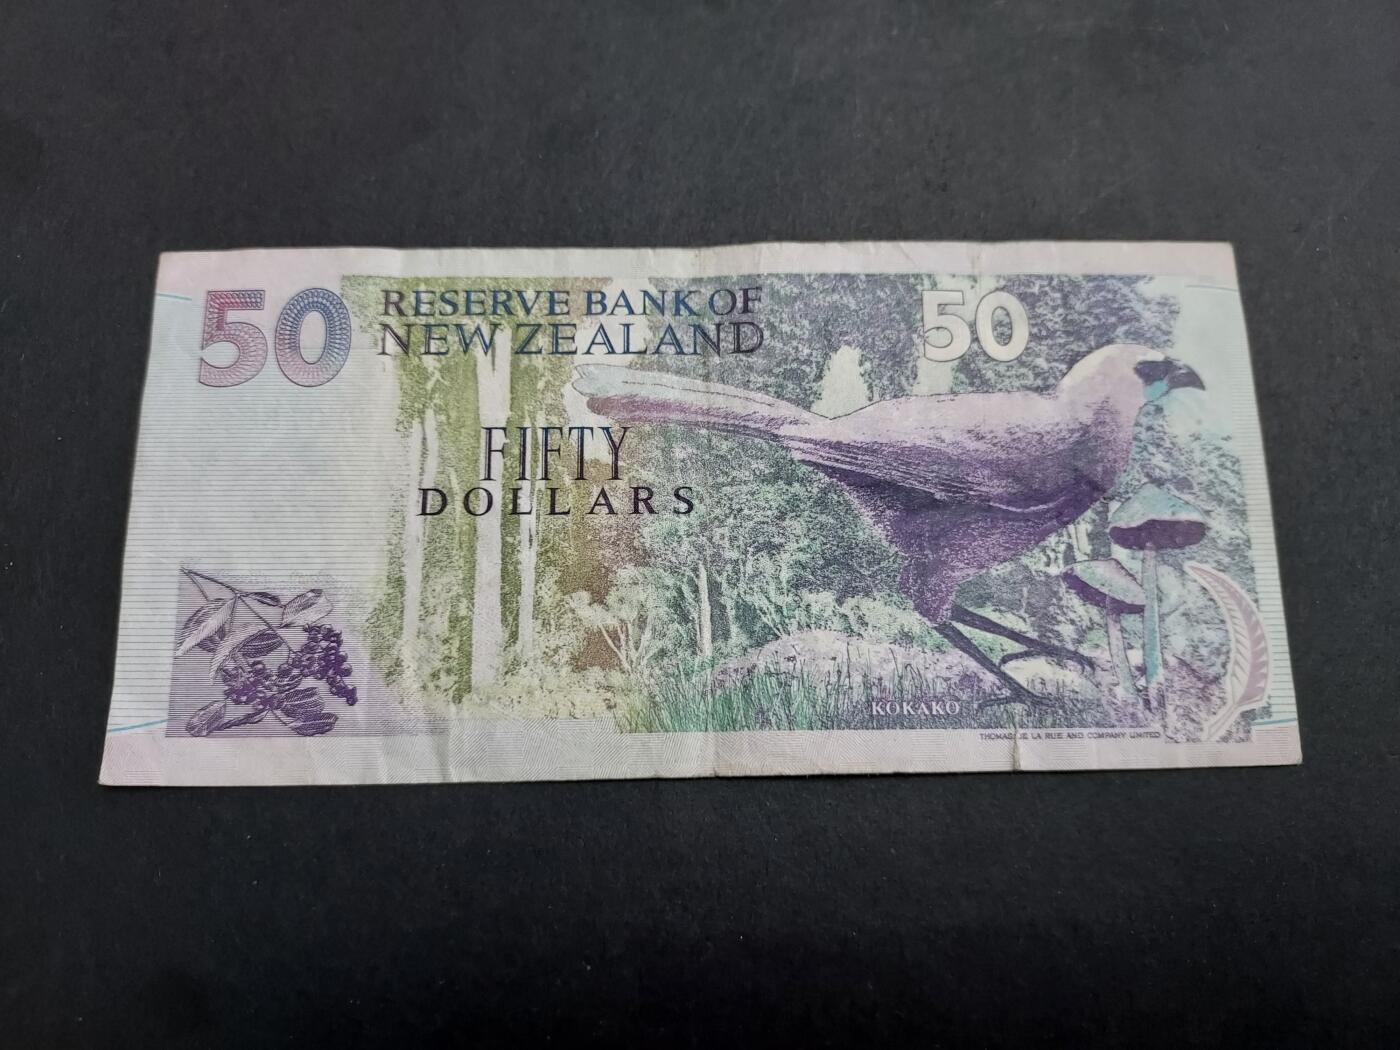 50
RESERVE BANK OF
NEW ZEALAND
50
FIFTY
DOLLARS
KOKAKO
THOMAS DE LA RUE AND COMPANY LIMITED